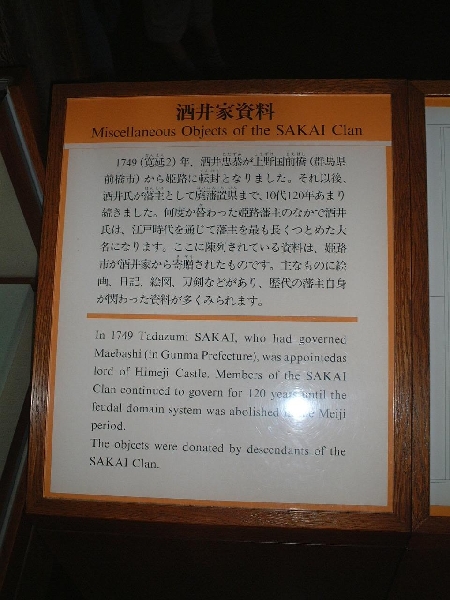 酒井家資料
Miscellaneous Objects of the SAKAI Clan
1749(寛延2)年、酒井忠恭が上野国前橋(群馬県
前橋市)から姫路に転封となりました。それ以後、
酒井氏が藩主として廃藩置県まで、10代120年あまり
続きました。何度か替わった姫路藩主のなかで酒井
氏は、江戸時代を通じて藩主を最も長くつとめた大
名になります。ここに陳列されている資料は、姫路
市が酒井家から寄贈されたものです。主なものに絵
画、日記、絵図、刀剣などがあり、歴代の藩主自身
が関わった資料が多くみられます。
In 1749 Tadazumi SAKAI, who had governed
Maebashi (in Gunma Prefecture), was appointedas
lord of Himeji Castle. Members of the SAKAI
Clan continued to govern for 120 years until the
feudal domain system was abolished in the Meiji
period.
The objects were donated by descendants of the
SAKAI Clan.